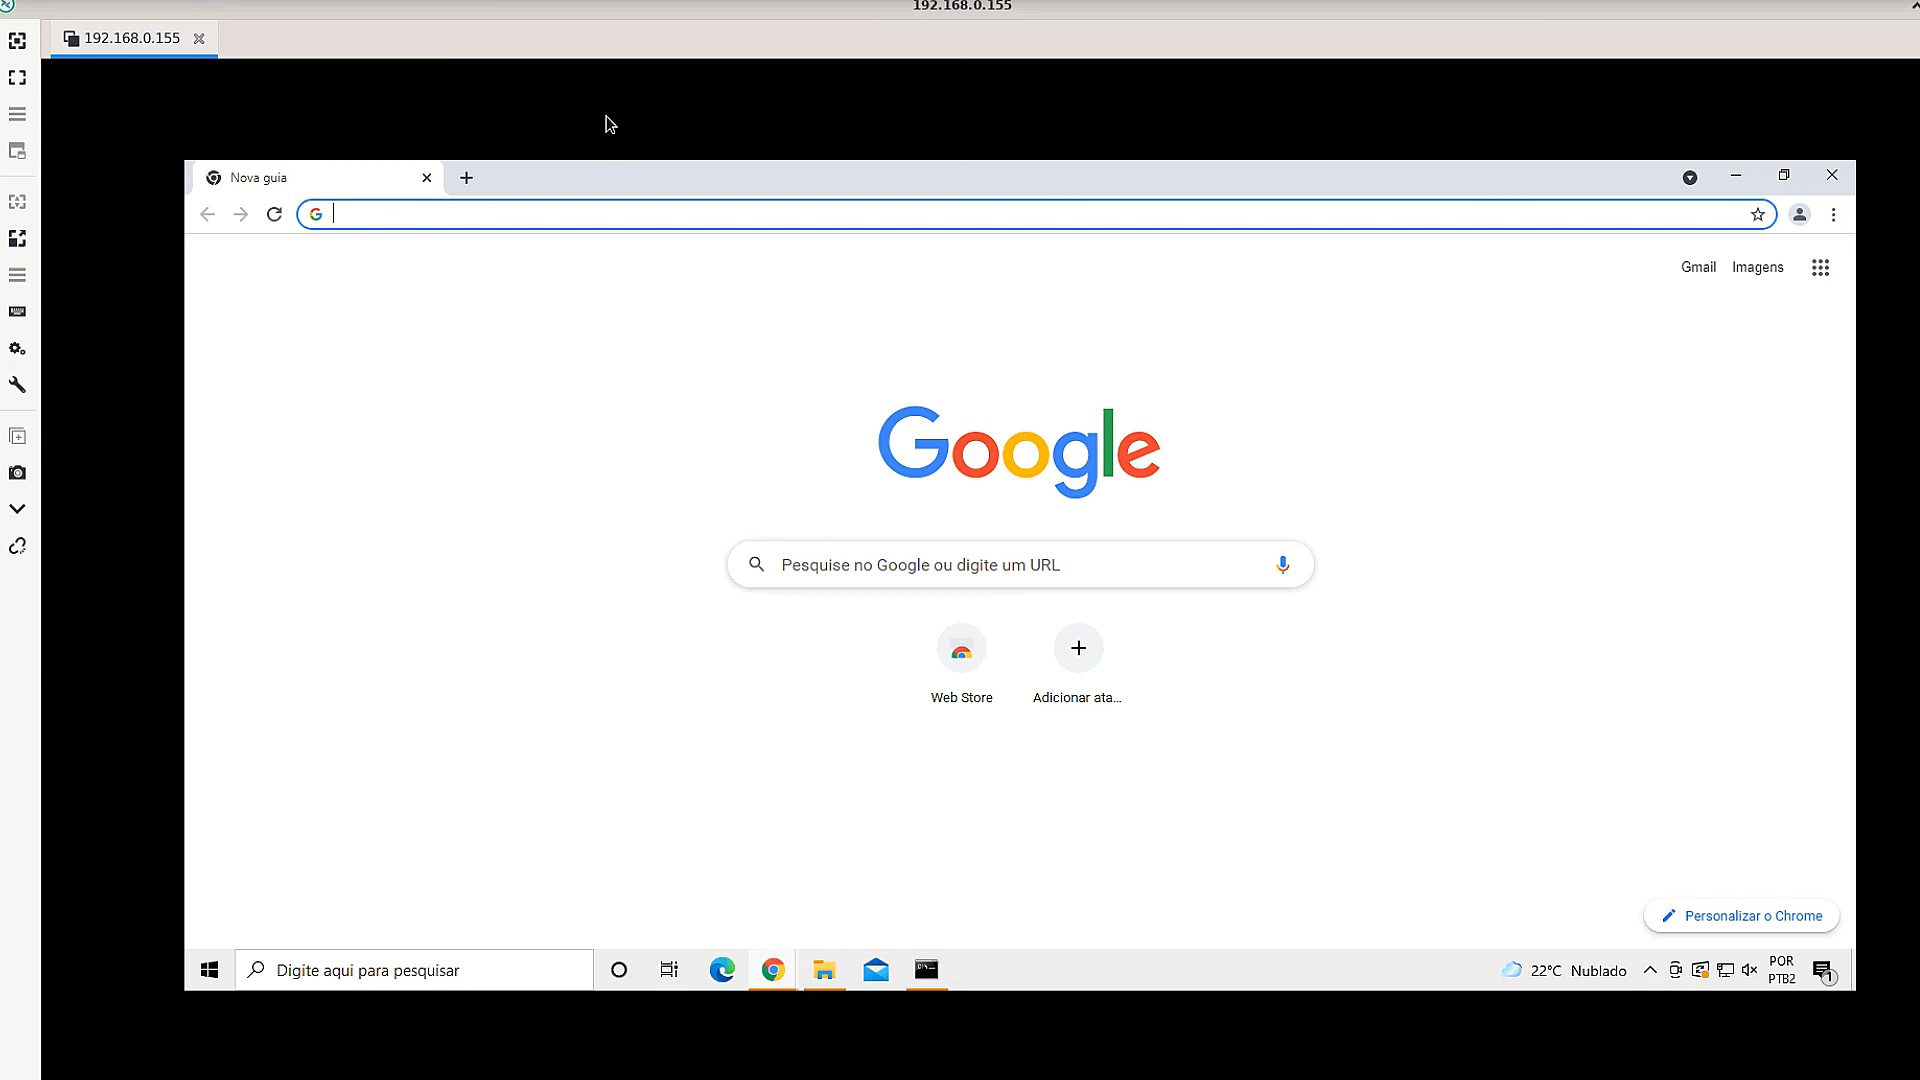 192.168.0.155
192.168.0.155
Nova guia
Gmail Imagens
Google
Pesquise no Google ou digite um URL
Web Store
Adicionar ata...
Personalizar o Chrome
Digite aqui para pesquisar
22°C Nublado
POR
PTB2
1